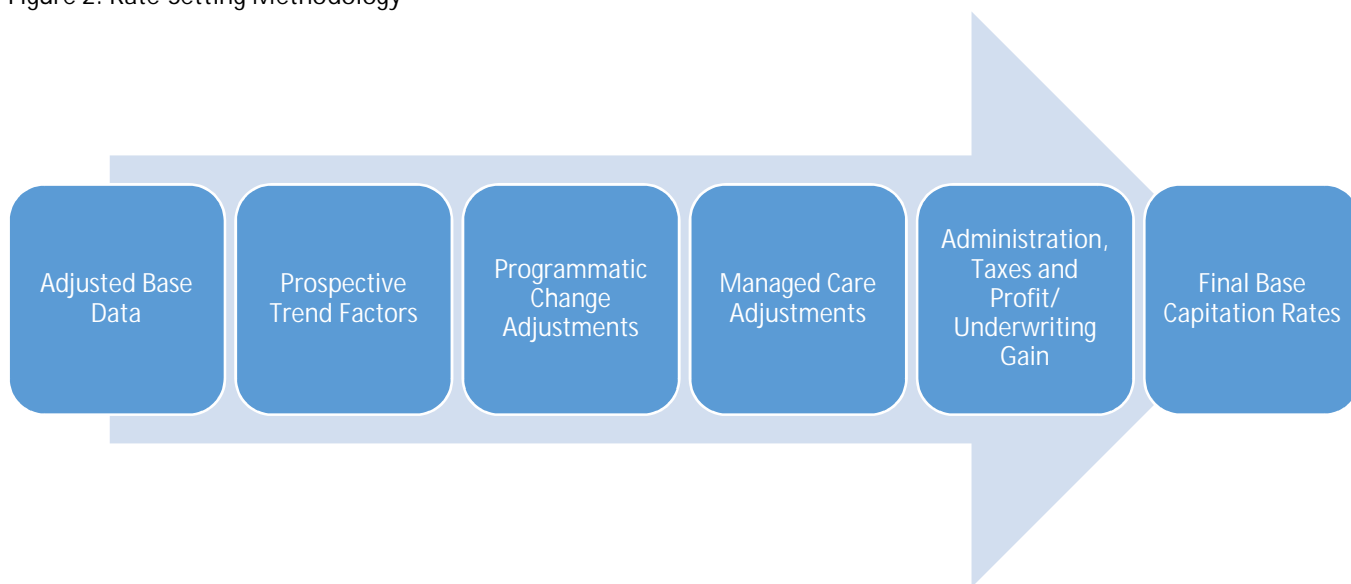 Figure 2: Rate-Setting Methodology
Adjusted Base
Data
Prospective
Trend Factors
Programmatic
Change
Adjustments
Managed Care
Adjustments
Administration,
Taxes and
Profit/
Underwriting
Gain
Final Base
Capitation Rates